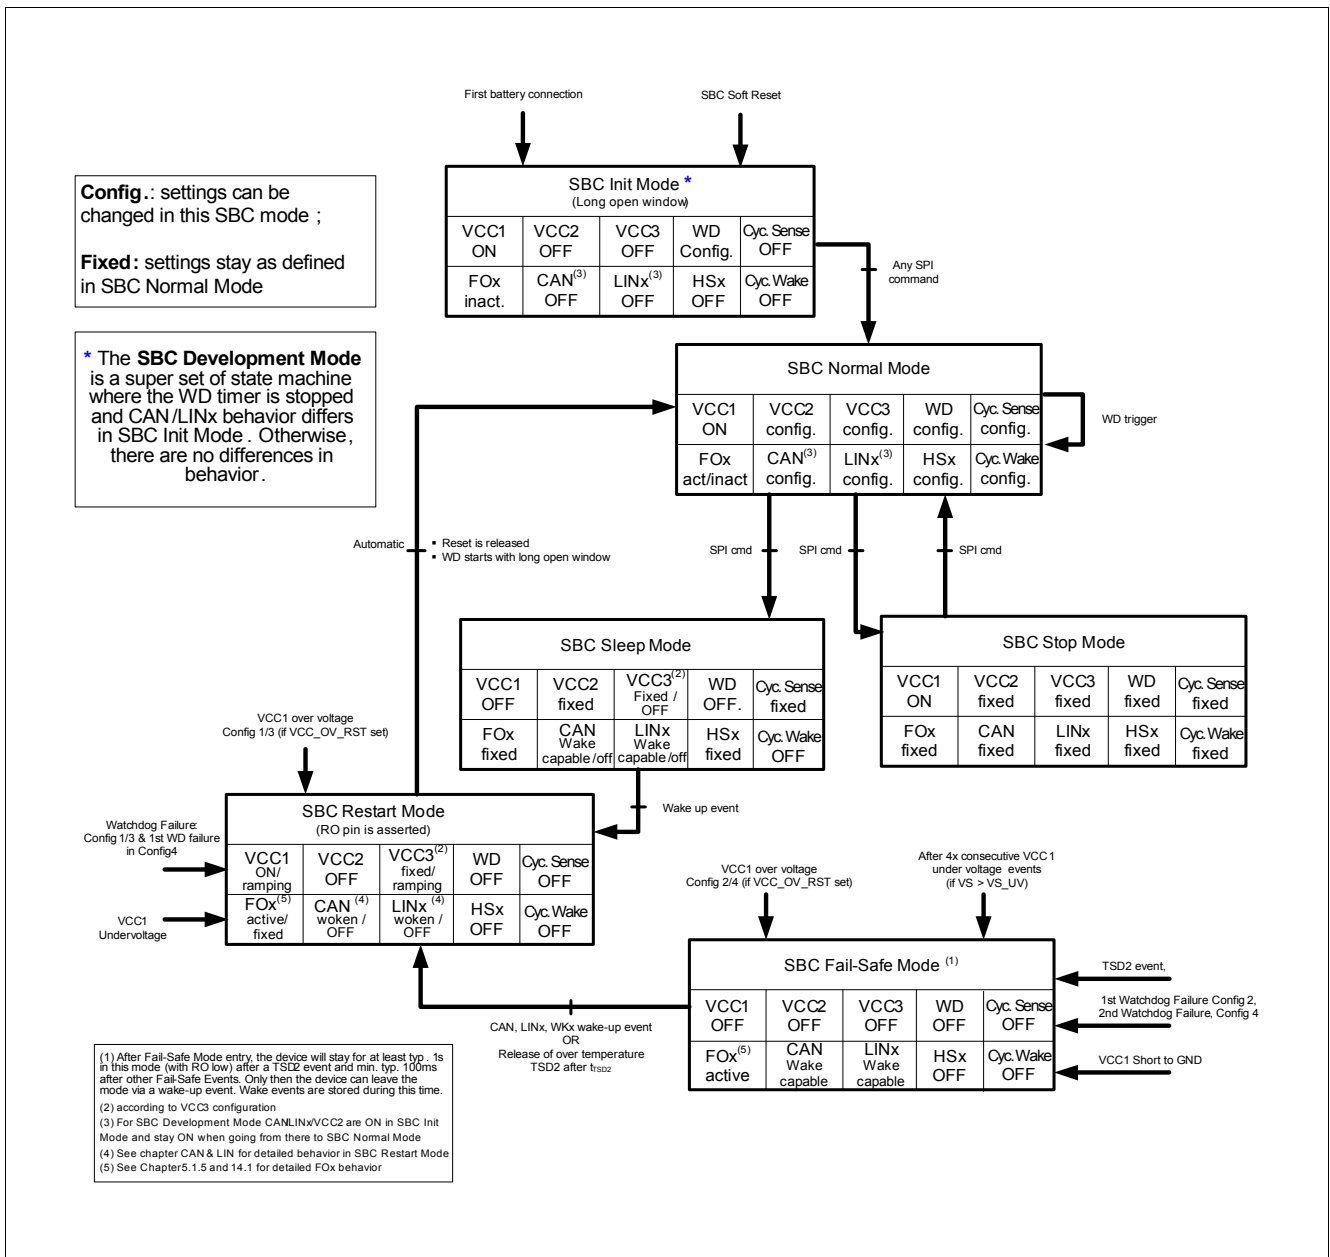 First battery connection
SBC Soft Reset
Config.: settings can be
changed in this SBC mode ;
Fixed: settings stay as defined
in SBC Normal Mode
* The SBC Development Mode
is a super set of state machine
where the WD timer is stopped
and CAN/LINx behavior differs
in SBC Init Mode . Otherwise,
there are no differences in
behavior.
SBC Init Mode *
(Long open window)
VCC1 VCC2 VCC3 WD Cyc. Sense
ON OFF OFF Config. OFF
FOx CAN(3) LINx(3) HSx Cyc. Wake
inact. OFF OFF OFF OFF
Any SPI
command
SBC Normal Mode
VCC1 VCC2 VCC3 WD Cyc. Sense
ON config. config. config. config.
FOx CAN(3) LINx(3) HSx Cyc. Wake
act/inact config. config. config. config.
WD trigger
Automatic
▪ Reset is released
▪ WD starts with long open window
SPI cmd
SPI cmd
SPI cmd
SBC Sleep Mode
VCC1 VCC2 VCC3(2) WD Cyc. Sense
OFF fixed Fixed / OFF OFF. fixed
FOx CAN LINx HSx Cyc. Wake
fixed Wake capable/off Wake capable/off fixed OFF
SBC Stop Mode
VCC1 VCC2 VCC3 WD Cyc. Sense
ON fixed fixed fixed fixed
FOx CAN LINx HSx Cyc. Wake
fixed fixed fixed fixed fixed
VCC1 over voltage
Config 1/3 (if VCC_OV_RST set)
Wake up event
Watchdog Failure:
Config 1/3 & 1st WD failure
in Config4
VCC1
Undervoltage
SBC Restart Mode
(RO pin is asserted)
VCC1 VCC2 VCC3(2) WD Cyc. Sense
ON/ramping OFF fixed/ramping OFF OFF
FOx(5) CAN (4) LINx (4) HSx Cyc. Wake
active/fixed woken / OFF woken / OFF OFF OFF
VCC1 over voltage
Config 2/4 (if VCC_OV_RST set)
After 4x consecutive VCC1
under voltage events
(if VS > VS_UV)
SBC Fail-Safe Mode (1)
VCC1 VCC2 VCC3 WD Cyc. Sense
OFF OFF OFF OFF OFF
FOx(5) CAN LINx HSx Cyc. Wake
active Wake capable Wake capable OFF OFF
TSD2 event,
1st Watchdog Failure Config 2,
2nd Watchdog Failure, Config 4
VCC1 Short to GND
CAN, LINx, WKx wake-up event
OR
Release of over temperature
TSD2 after tTSD2
(1) After Fail-Safe Mode entry, the device will stay for at least typ . 1s
in this mode (with RO low) after a TSD2 event and min. typ. 100ms
after other Fail-Safe Events. Only then the device can leave the
mode via a wake-up event. Wake events are stored during this time.
(2) according to VCC3 configuration
(3) For SBC Development Mode CAN/LINx/VCC2 are ON in SBC Init
Mode and stay ON when going from there to SBC Normal Mode
(4) See chapter CAN & LIN for detailed behavior in SBC Restart Mode
(5) See Chapter 5.1.5 and 14.1 for detailed FOx behavior